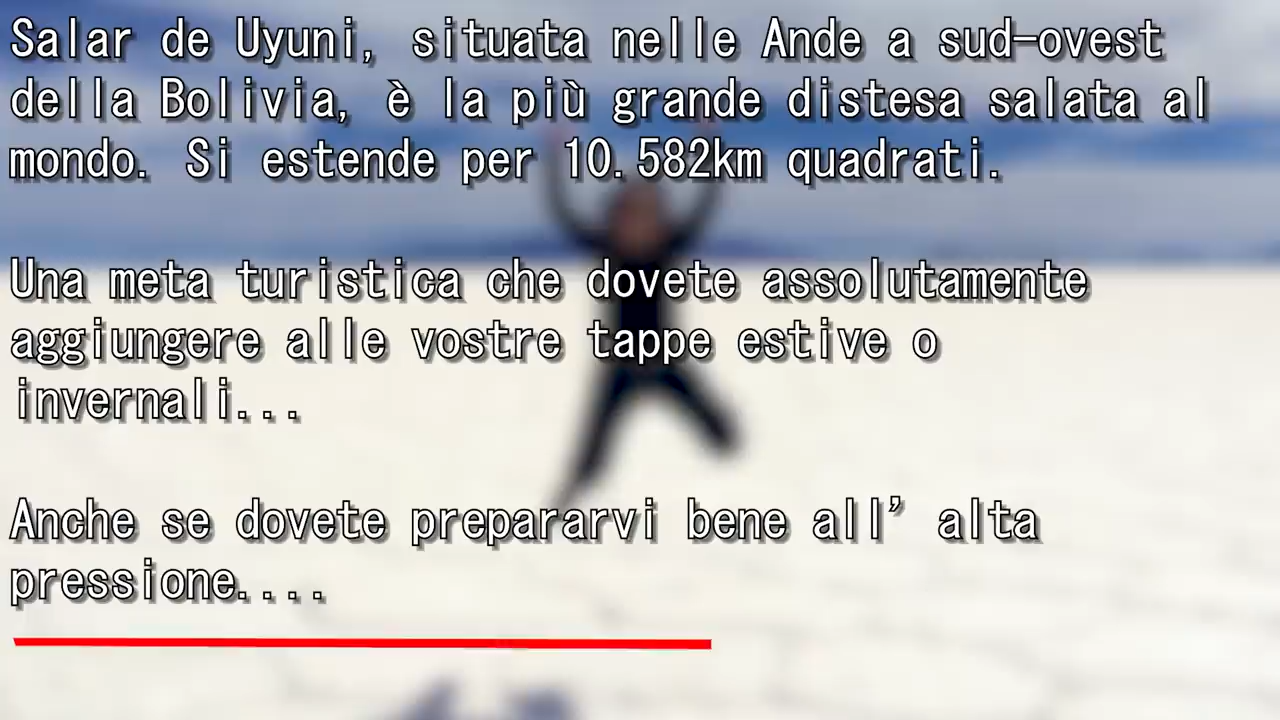 Salar de Uyuni, situata nelle Ande a sud-ovest
della Bolivia, è la più grande distesa salata al
mondo. Si estende per 10.582km quadrati.
Una meta turistica che dovete assolutamente
aggiungere alle vostre tappe estive o
invernali...
Anche se dovete prepararvi bene all’alta
pressione....